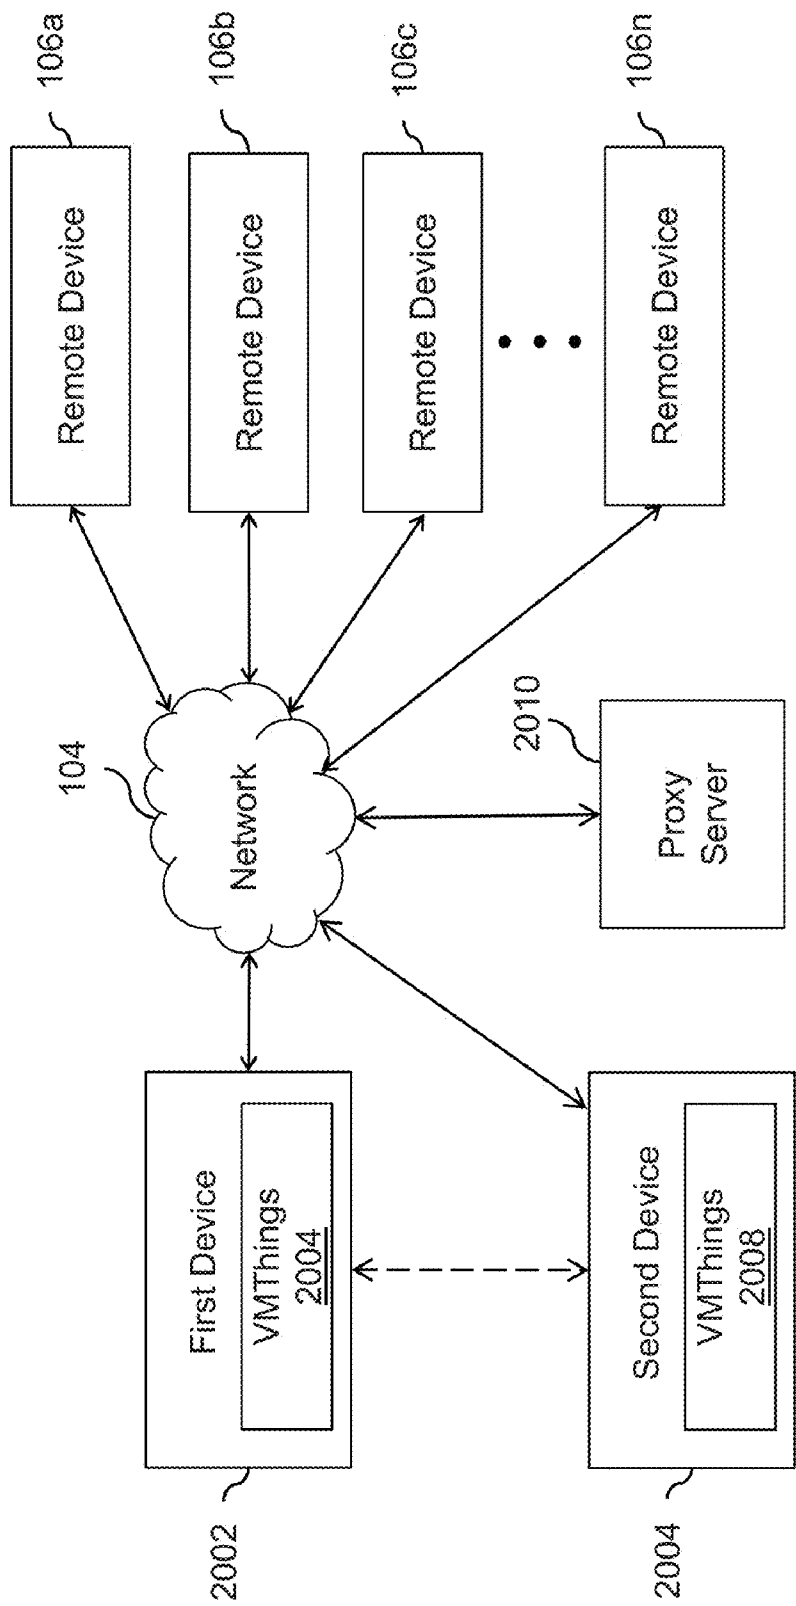 First Device
VMThings
2004
2002
Second Device
VMThings
2008
2004
Network
104
Proxy
Server
2010
Remote Device
106a
Remote Device
106b
Remote Device
106c
Remote Device
106n